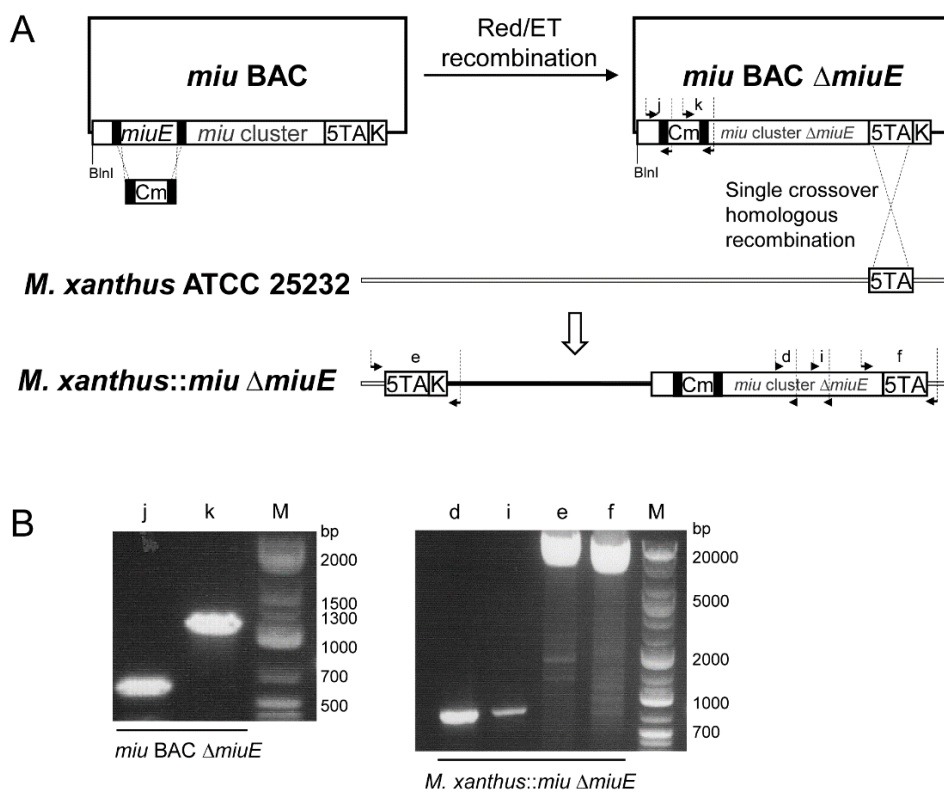 A
Red/ET
recombination
miu BAC
miu BAC ΔmiuE
miuE miu cluster 5TA K
j k
Cm miu cluster ΔmiuE 5TA K
BlnI
Cm
BlnI
Single crossover
homologous
recombination
M. xanthus ATCC 25232
5TA
M. xanthus::miu ΔmiuE
e d i f
5TA K Cm miu cluster ΔmiuE 5TA
B
j k M
bp
2000
1500
1300
1000
700
500
miu BAC ΔmiuE
d i e f M
bp
20000
5000
2000
1000
700
M. xanthus::miu ΔmiuE